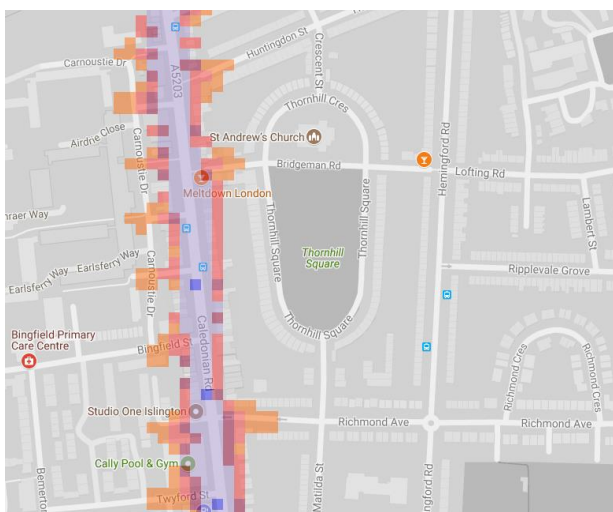 Huntingdon St
Crescent St
Carnoustie Dr
A5203
Thornhill Cres
Airdrie Close
Carnoustie Dr
St Andrew's Church
Hemingford Rd
Bridgeman Rd
Lofting Rd
Meltdown London
Lambert St
nraer Way
Thornhill Square
Thornhill Square
Thornhill
Square
Earlsferry Way
Earlsferry Way
Carnoustie Dr
Ripplevale Grove
Thornhill Square
Bingfield Primary
Care Centre
Bingfield St
Caledonian Rd
Richmond Cres
Richmond Cres
Studio One Islington
Richmond Ave
Richmond Ave
Cally Pool & Gym
Matilda St
Bemerton
Twyford St
ngford Rd